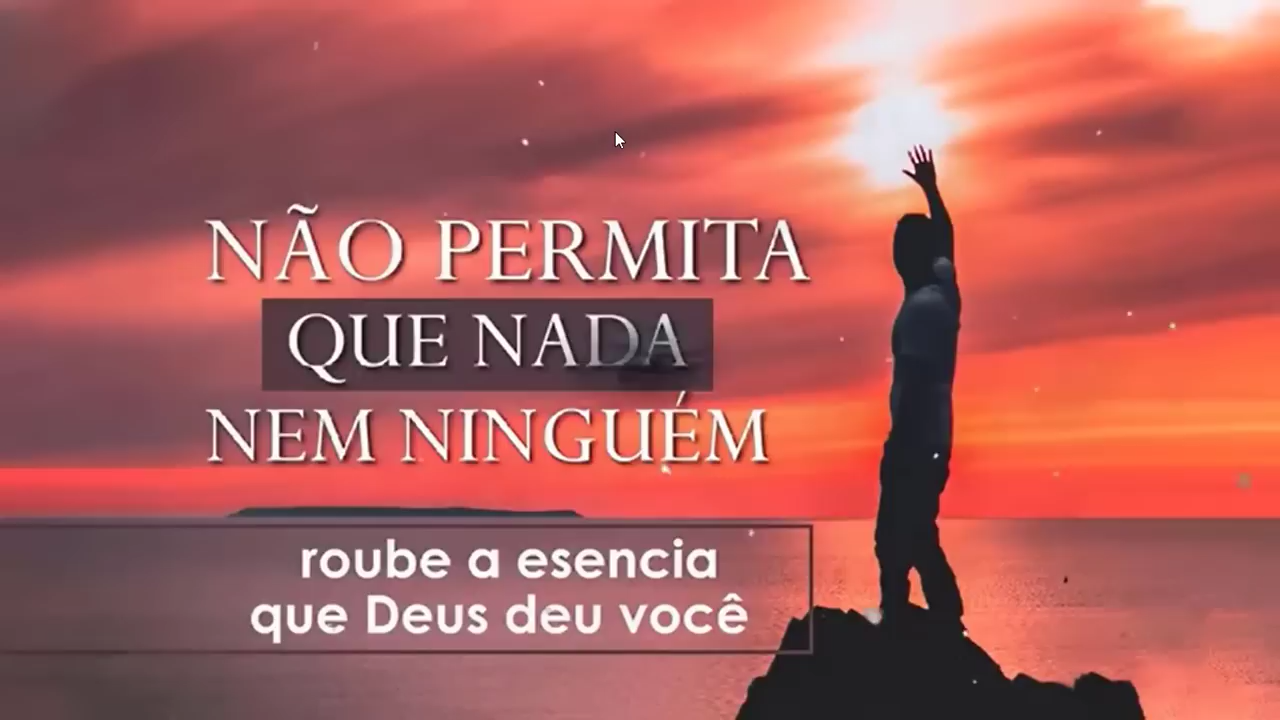 NÃO PERMITA
QUE NADA
NEM NINGUÉM
roube a esencia
que Deus deu você